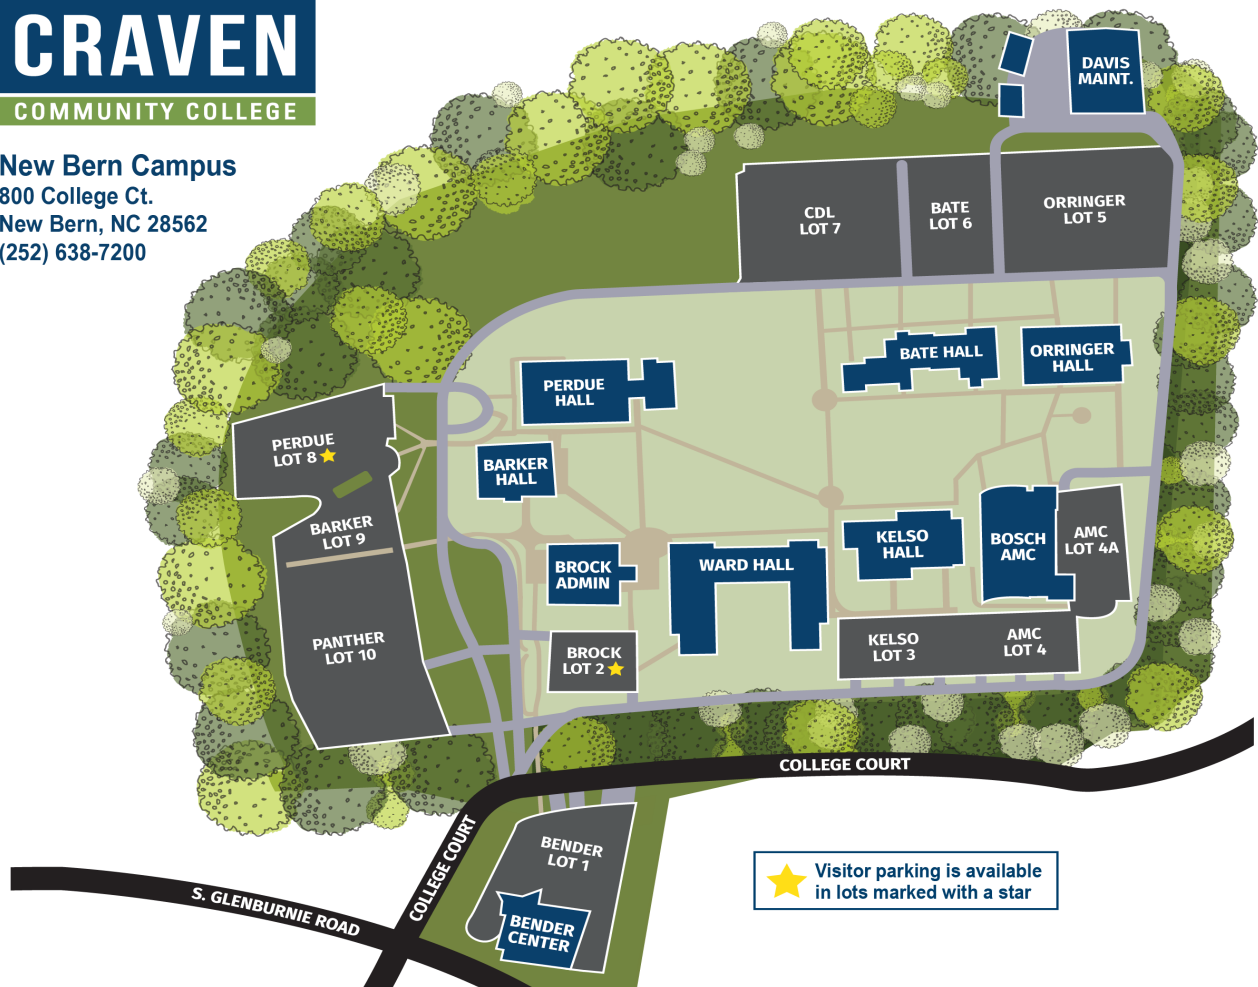 CRAVEN
COMMUNITY COLLEGE
New Bern Campus
800 College Ct.
New Bern, NC 28562
(252) 638-7200
DAVIS
MAINT.
CDL
LOT 7
BATE
LOT 6
ORRINGER
LOT 5
BATE HALL
ORRINGER
HALL
PERDUE
HALL
PERDUE
LOT 8
BARKER
HALL
BARKER
LOT 9
BROCK
ADMIN
WARD HALL
KELSO
HALL
BOSCH
AMC
AMC
LOT 4A
PANTHER
LOT 10
BROCK
LOT 2
KELSO
LOT 3
AMC
LOT 4
COLLEGE COURT
COLLEGE COURT
BENDER
LOT 1
S. GLENBURNIE ROAD
BENDER
CENTER
Visitor parking is available
in lots marked with a star